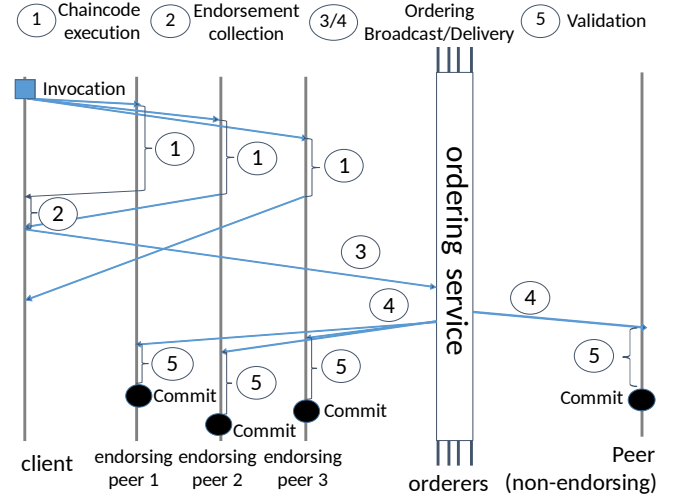 1 Chaincode execution
2 Endorsement collection
3/4 Ordering Broadcast/Delivery
5 Validation
Invocation
1
1
1
2
3
4
4
5
5
5
5
Commit
Commit
Commit
Commit
ordering service
client
endorsing peer 1
endorsing peer 2
endorsing peer 3
orderers
Peer
(non-endorsing)